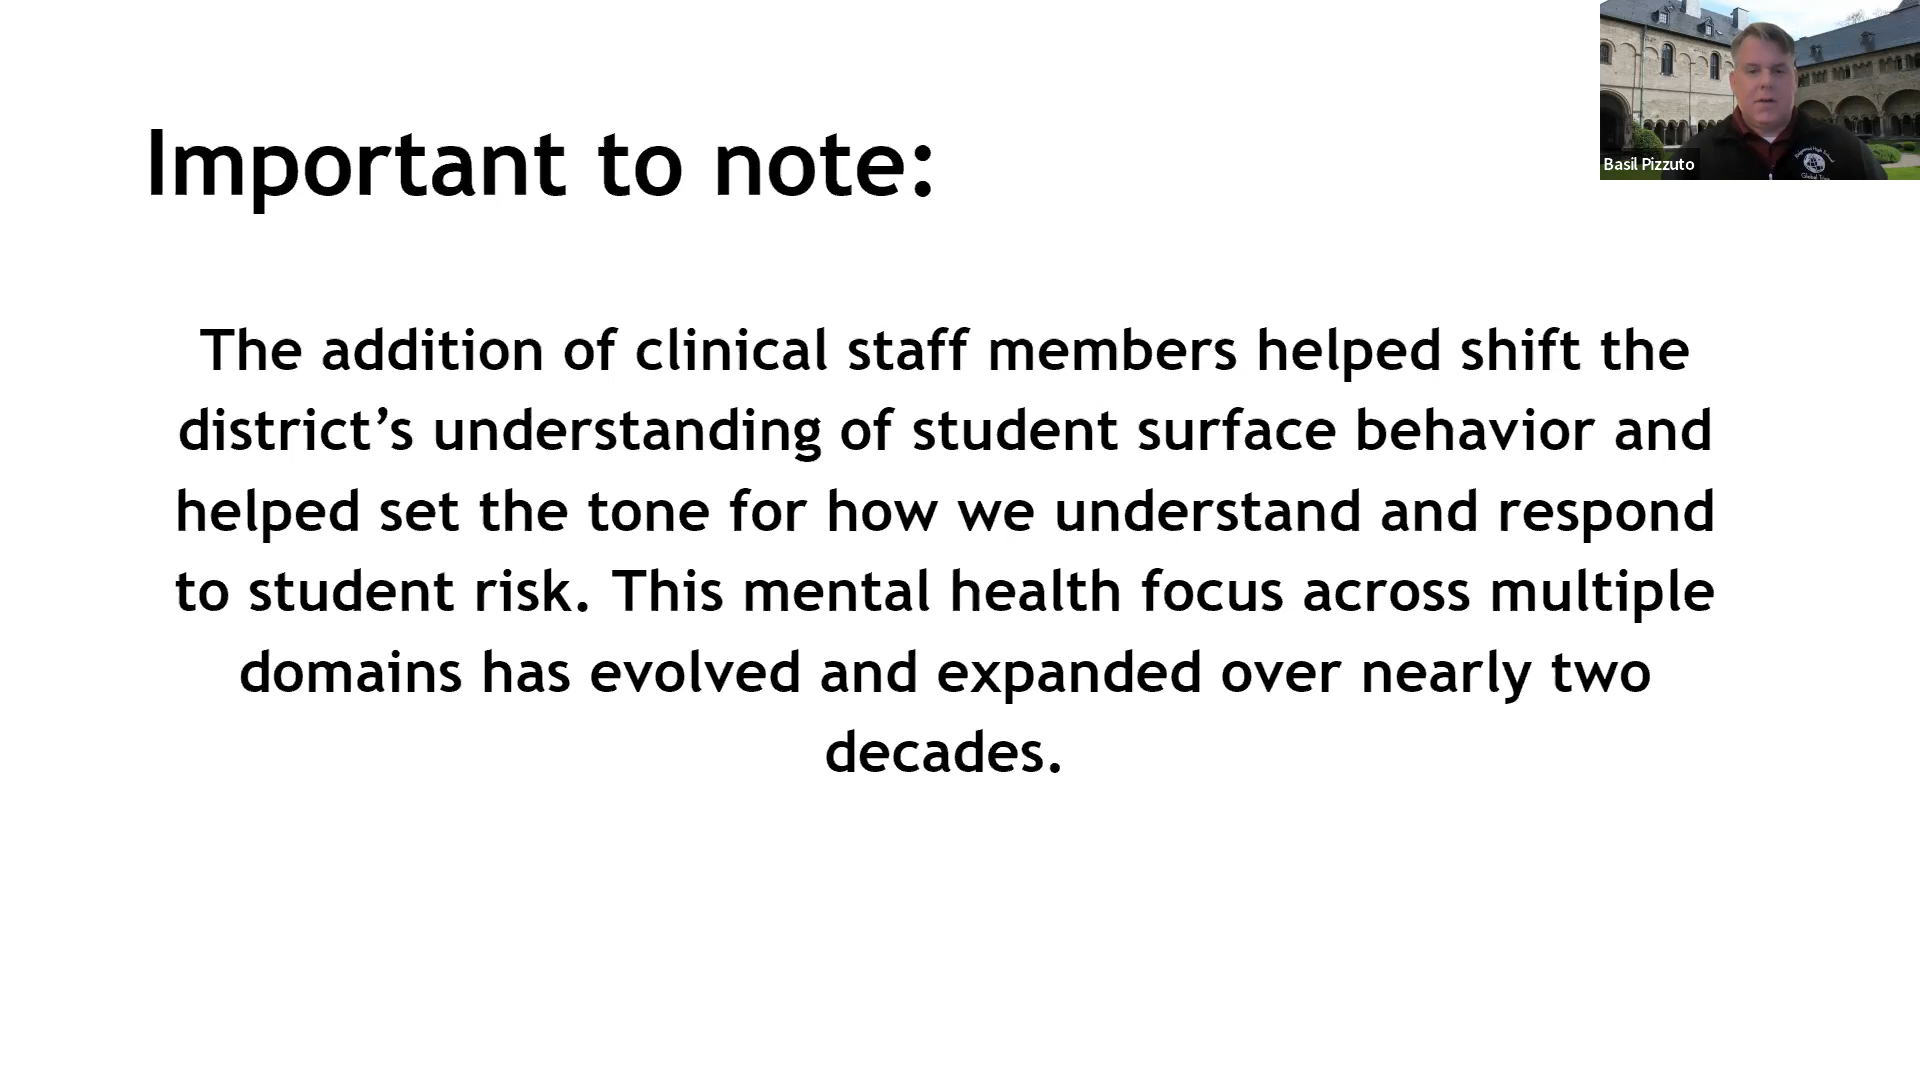 Important to note:
Basil Pizzuto
The addition of clinical staff members helped shift the
district’s understanding of student surface behavior and
helped set the tone for how we understand and respond
to student risk. This mental health focus across multiple
domains has evolved and expanded over nearly two
decades.